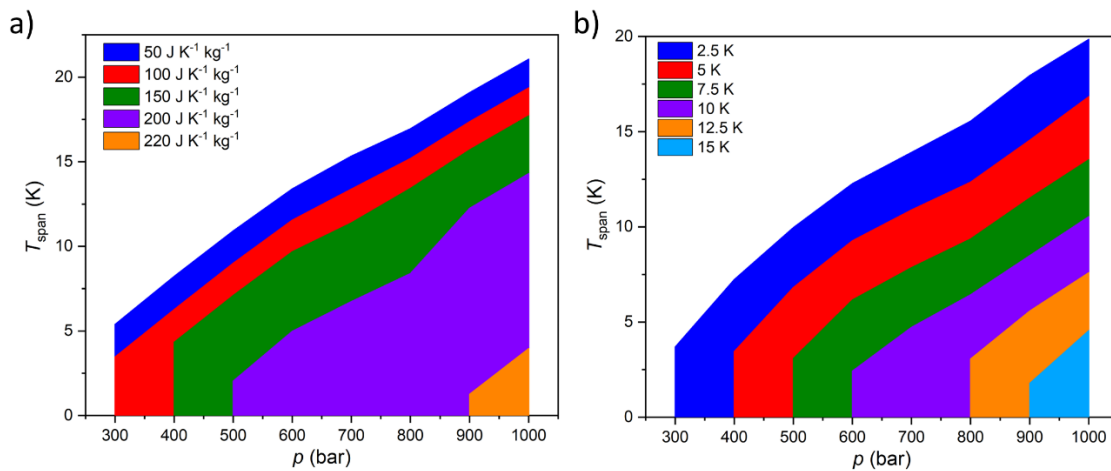 a)
50 J K⁻¹ kg⁻¹
100 J K⁻¹ kg⁻¹
150 J K⁻¹ kg⁻¹
200 J K⁻¹ kg⁻¹
220 J K⁻¹ kg⁻¹
20
15
10
5
0
T_span (K)
300 400 500 600 700 800 900 1000
p (bar)
b)
2.5 K
5 K
7.5 K
10 K
12.5 K
15 K
20
15
10
5
0
T_span (K)
300 400 500 600 700 800 900 1000
p (bar)